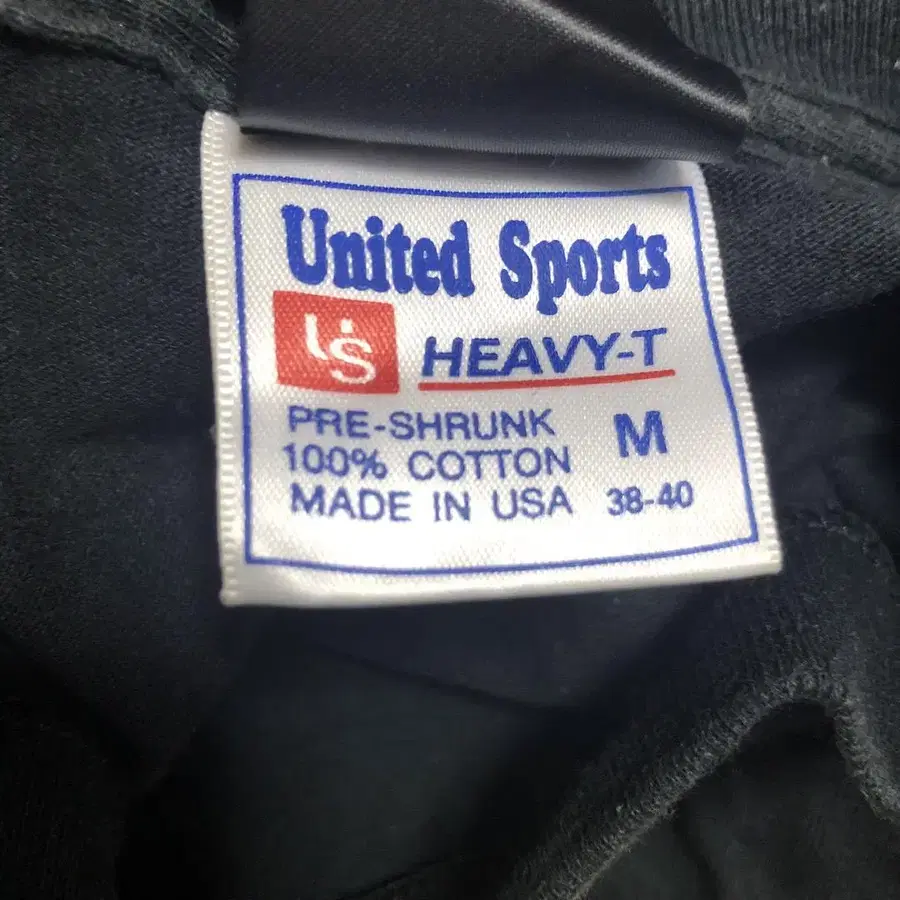 United Sports
US HEAVY-T
PRE-SHRUNK M
100% COTTON
MADE IN USA 38-40